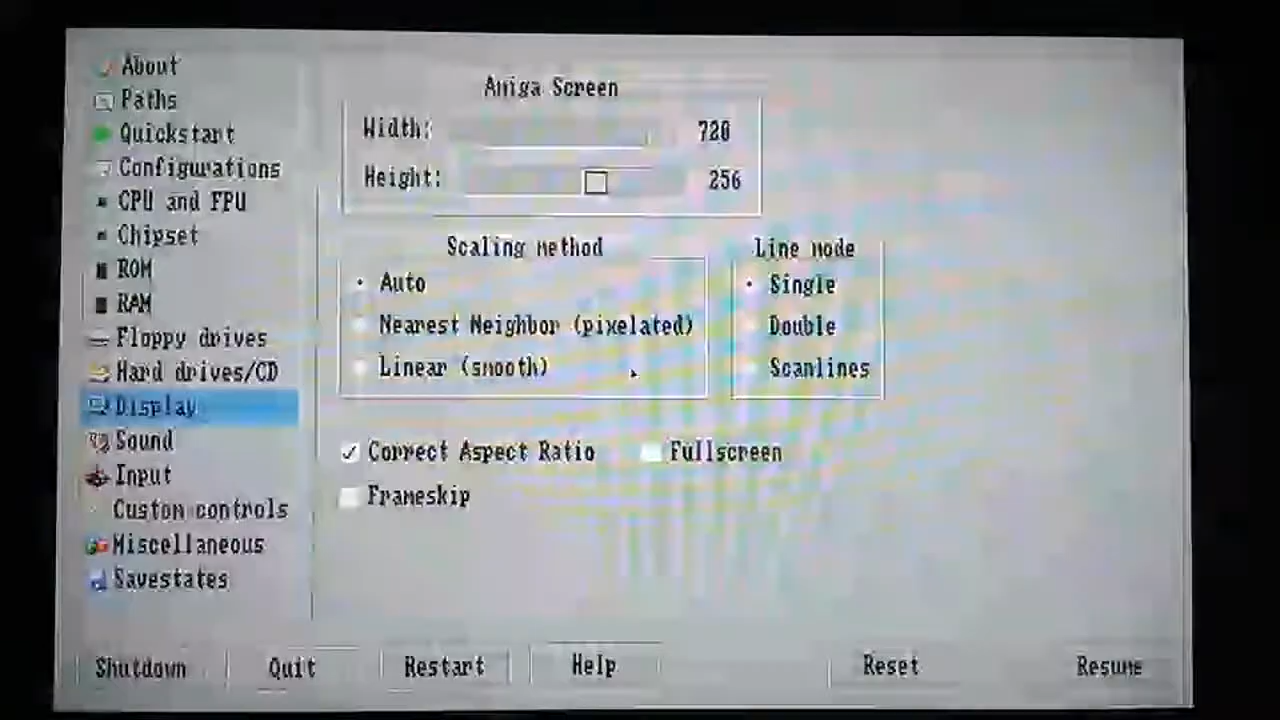 About
Paths
Quickstart
Configurations
CPU and FPU
Chipset
ROM
RAM
Floppy drives
Hard drives/CD
Display
Sound
Input
Custom controls
Miscellaneous
Savestates
Amiga Screen
Width: 720
Height: 256
Scaling method
Auto
Nearest Neighbor (pixelated)
Linear (smooth)
Line mode
Single
Double
Scanlines
Correct Aspect Ratio
Fullscreen
Frameskip
Shutdown
Quit
Restart
Help
Reset
Resume